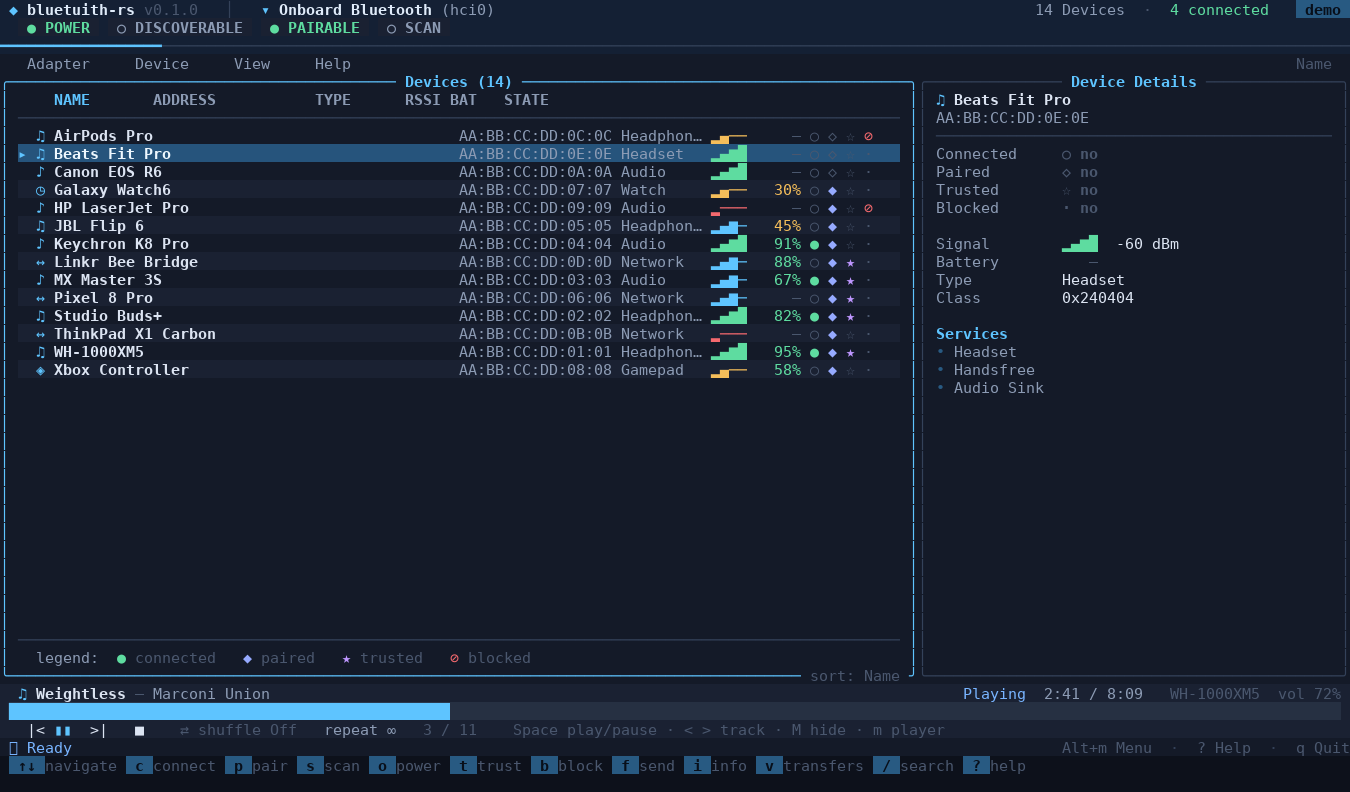 ◆ bluetuith-rs v0.1.0 │ ▾ Onboard Bluetooth (hci0) 14 Devices · 4 connected demo
● POWER ○ DISCOVERABLE ● PAIRABLE ○ SCAN
Adapter Device View Help Name
Devices (14)
NAME ADDRESS TYPE RSSI BAT STATE
♫ AirPods Pro AA:BB:CC:DD:0C:0C Headphon… — ○ ◇ ☆ ⊘
▸ ♫ Beats Fit Pro AA:BB:CC:DD:0E:0E Headset — ○ ◇ ☆ ·
♪ Canon EOS R6 AA:BB:CC:DD:0A:0A Audio — ○ ◇ ☆ ·
◷ Galaxy Watch6 AA:BB:CC:DD:07:07 Watch 30% ○ ◆ ☆ ·
♪ HP LaserJet Pro AA:BB:CC:DD:09:09 Audio — ○ ◆ ☆ ⊘
♫ JBL Flip 6 AA:BB:CC:DD:05:05 Headphon… 45% ○ ◆ ☆ ·
♪ Keychron K8 Pro AA:BB:CC:DD:04:04 Audio 91% ● ◆ ☆ ·
↔ Linkr Bee Bridge AA:BB:CC:DD:0D:0D Network 88% ○ ◆ ★ ·
♪ MX Master 3S AA:BB:CC:DD:03:03 Audio 67% ● ◆ ★ ·
↔ Pixel 8 Pro AA:BB:CC:DD:06:06 Network — ○ ◆ ★ ·
♫ Studio Buds+ AA:BB:CC:DD:02:02 Headphon… 82% ● ◆ ★ ·
↔ ThinkPad X1 Carbon AA:BB:CC:DD:0B:0B Network — ○ ◆ ☆ ·
♫ WH-1000XM5 AA:BB:CC:DD:01:01 Headphon… 95% ● ◆ ★ ·
◈ Xbox Controller AA:BB:CC:DD:08:08 Gamepad 58% ○ ◆ ☆ ·
legend: ● connected ◆ paired ★ trusted ⊘ blocked
sort: Name
Device Details
♫ Beats Fit Pro
AA:BB:CC:DD:0E:0E
Connected ○ no
Paired ◇ no
Trusted ☆ no
Blocked · no
Signal -60 dBm
Battery —
Type Headset
Class 0x240404
Services
• Headset
• Handsfree
• Audio Sink
♫ Weightless — Marconi Union Playing 2:41 / 8:09 WH-1000XM5 vol 72%
|< ▮▮ >| ■ ⇄ shuffle Off repeat ∞ 3 / 11 Space play/pause · < > track · M hide · m player
Ready Alt+m Menu · ? Help · q Quit
↑↓ navigate c connect p pair s scan o power t trust b block f send i info v transfers / search ? help